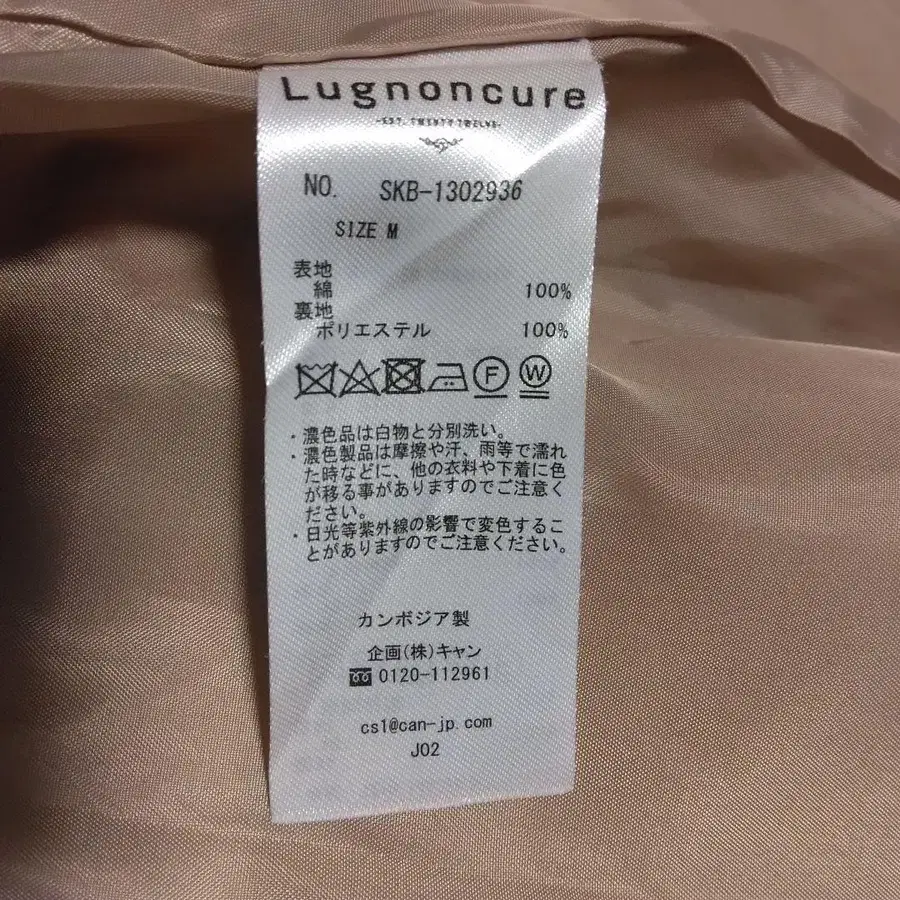 Lugnoncure
-EST. TWENTY TWELVE-
NO. SKB-1302936
SIZE M
表地
綿 100%
裏地
ポリエステル 100%
F W
・濃色品は白物と分別洗い。
・濃色製品は摩擦や汗、雨等で濡れ
た時などに、他の衣料や下着に色
が移る事がありますのでご注意く
ださい。
・日光等紫外線の影響で変色するこ
とがありますのでご注意ください。
カンボジア製
企画(株)キャン
0120-112961
cs1@can-jp.com
J02